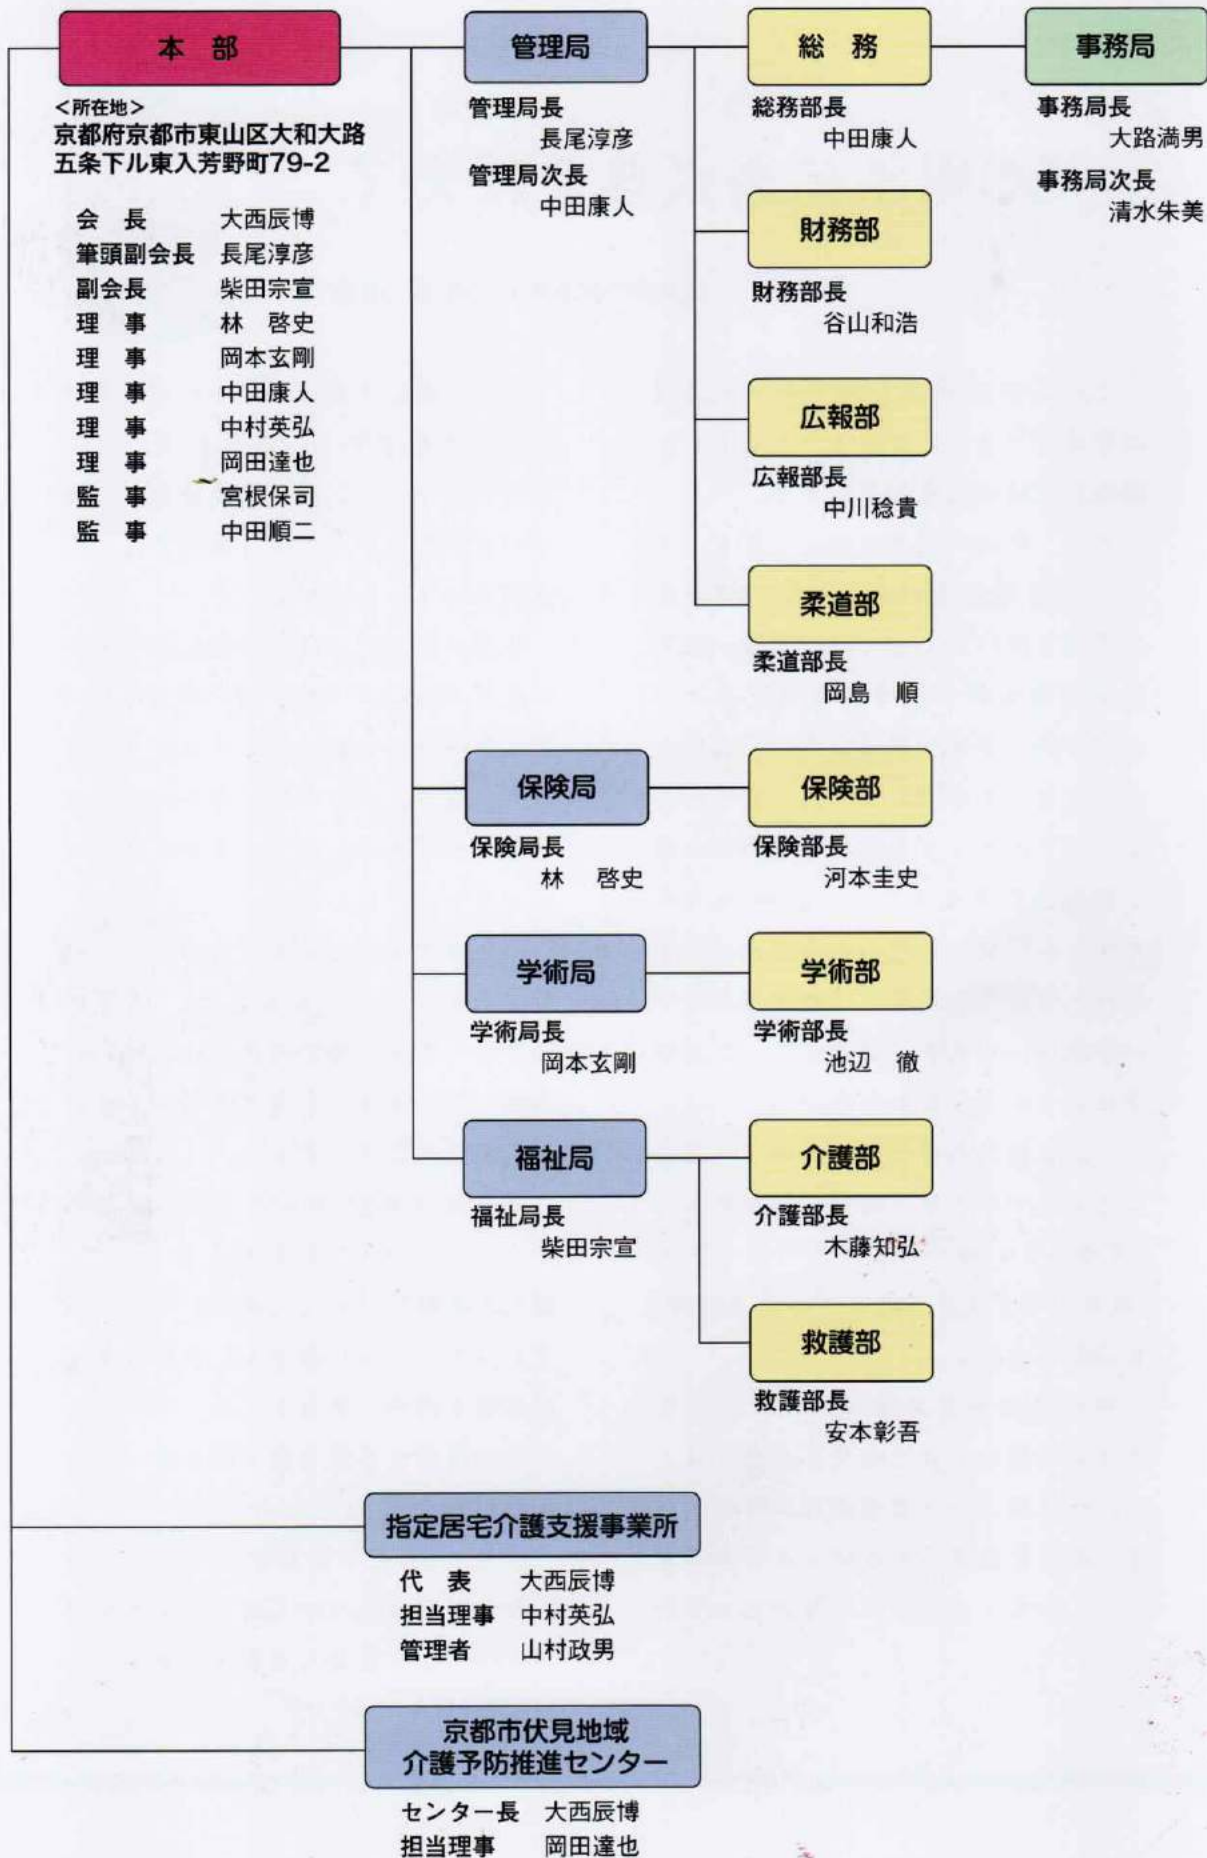 本　部
＜所在地＞
京都府京都市東山区大和大路
五条下ル東入芳野町79-2
会　長　大西辰博
筆頭副会長　長尾淳彦
副会長　柴田宗宣
理　事　林　啓史
理　事　岡本玄剛
理　事　中田康人
理　事　中村英弘
理　事　岡田達也
監　事　宮根保司
監　事　中田順二
管理局
管理局長
長尾淳彦
管理局次長
中田康人
総　務
総務部長
中田康人
事務局
事務局長
大路満男
事務局次長
清水朱美
財務部
財務部長
谷山和浩
広報部
広報部長
中川稔貴
柔道部
柔道部長
岡島　順
保険局
保険局長
林　啓史
保険部
保険部長
河本圭史
学術局
学術局長
岡本玄剛
学術部
学術部長
池辺　徹
福祉局
福祉局長
柴田宗宣
介護部
介護部長
木藤知弘
救護部
救護部長
安本彰吾
指定居宅介護支援事業所
代　表　大西辰博
担当理事　中村英弘
管理者　山村政男
京都市伏見地域
介護予防推進センター
センター長　大西辰博
担当理事　岡田達也